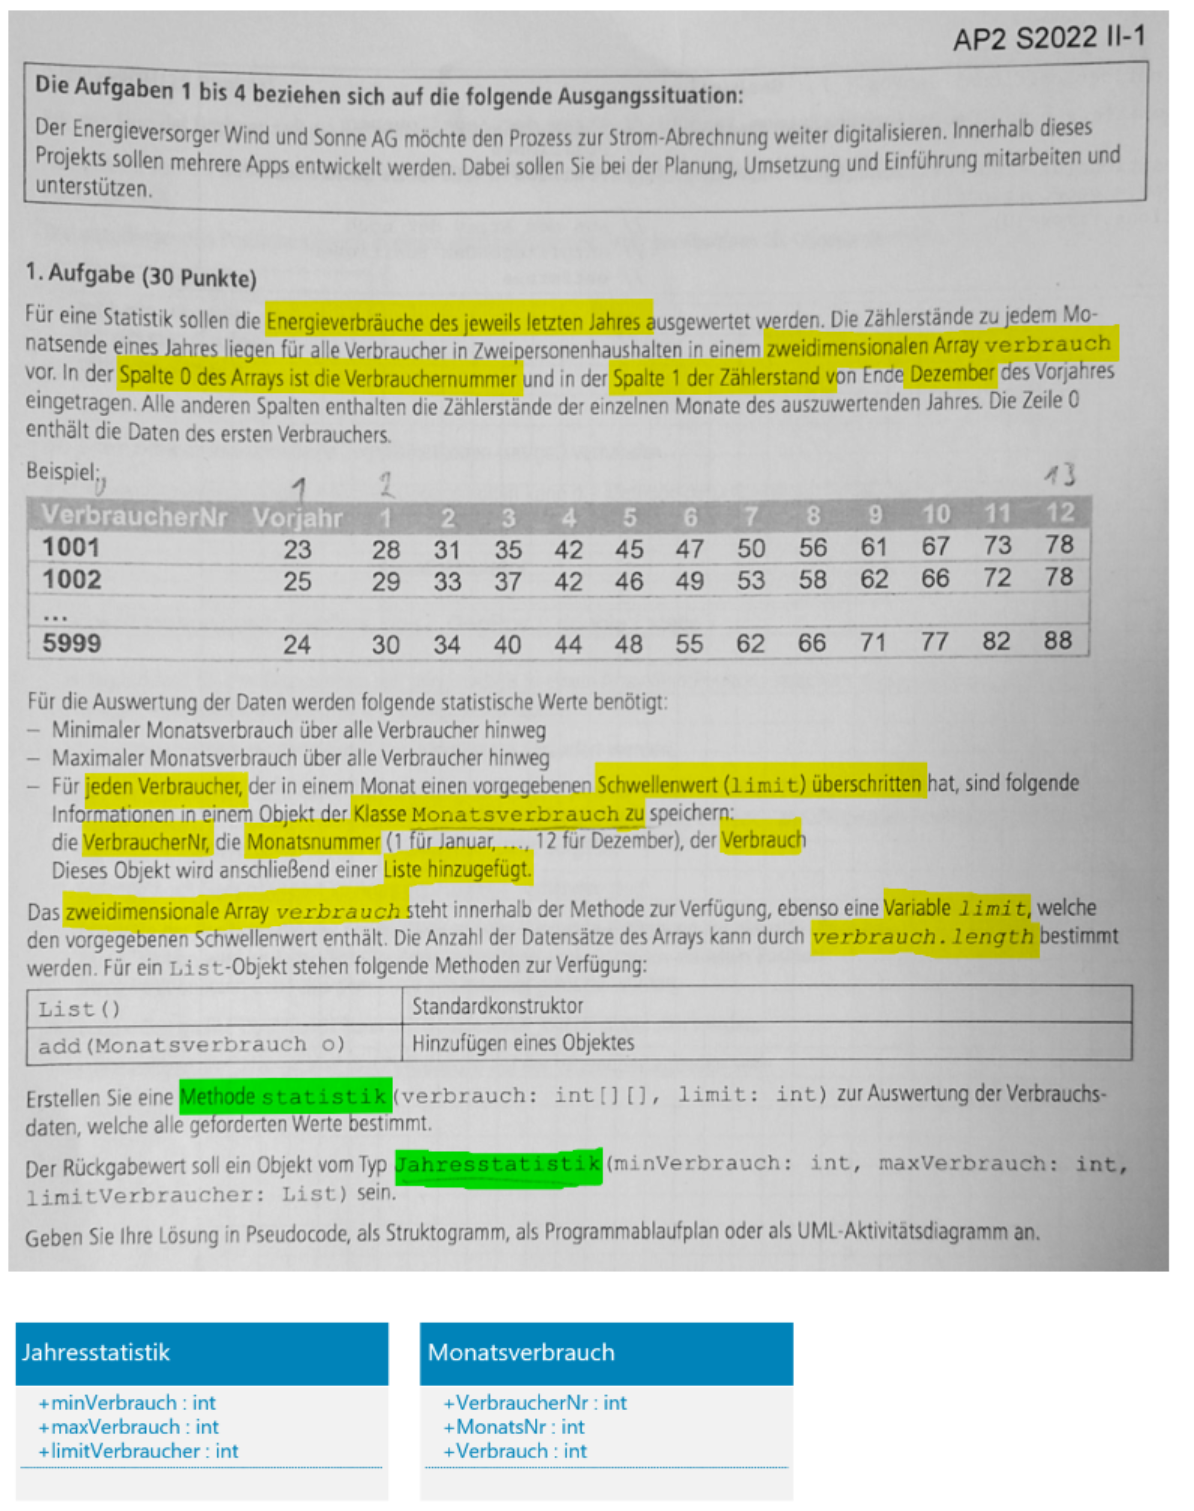 AP2 S2022 II-1
Die Aufgaben 1 bis 4 beziehen sich auf die folgende Ausgangssituation:
Der Energieversorger Wind und Sonne AG möchte den Prozess zur Strom-Abrechnung weiter digitalisieren. Innerhalb dieses
Projekts sollen mehrere Apps entwickelt werden. Dabei sollen Sie bei der Planung, Umsetzung und Einführung mitarbeiten und
unterstützen.
1. Aufgabe (30 Punkte)
Für eine Statistik sollen die Energieverbräuche des jeweils letzten Jahres ausgewertet werden. Die Zählerstände zu jedem Mo-
natsende eines Jahres liegen für alle Verbraucher in Zweipersonenhaushalten in einem zweidimensionalen Array verbrauch
vor. In der Spalte 0 des Arrays ist die Verbrauchernummer und in der Spalte 1 der Zählerstand von Ende Dezember des Vorjahres
eingetragen. Alle anderen Spalten enthalten die Zählerstände der einzelnen Monate des auszuwertenden Jahres. Die Zeile 0
enthält die Daten des ersten Verbrauchers.
Beispiel:
1 2 13
VerbraucherNr Vorjahr 1 2 3 4 5 6 7 8 9 10 11 12
1001 23 28 31 35 42 45 47 50 56 61 67 73 78
1002 25 29 33 37 42 46 49 53 58 62 66 72 78
...
5999 24 30 34 40 44 48 55 62 66 71 77 82 88
Für die Auswertung der Daten werden folgende statistische Werte benötigt:
– Minimaler Monatsverbrauch über alle Verbraucher hinweg
– Maximaler Monatsverbrauch über alle Verbraucher hinweg
– Für jeden Verbraucher, der in einem Monat einen vorgegebenen Schwellenwert (limit) überschritten hat, sind folgende
Informationen in einem Objekt der Klasse Monatsverbrauch zu speichern:
die VerbraucherNr, die Monatsnummer (1 für Januar, ..., 12 für Dezember), der Verbrauch
Dieses Objekt wird anschließend einer Liste hinzugefügt.
Das zweidimensionale Array verbrauch steht innerhalb der Methode zur Verfügung, ebenso eine Variable limit, welche
den vorgegebenen Schwellenwert enthält. Die Anzahl der Datensätze des Arrays kann durch verbrauch.length bestimmt
werden. Für ein List-Objekt stehen folgende Methoden zur Verfügung:
List() Standardkonstruktor
add(Monatsverbrauch o) Hinzufügen eines Objektes
Erstellen Sie eine Methode statistik(verbrauch: int[][], limit: int) zur Auswertung der Verbrauchs-
daten, welche alle geforderten Werte bestimmt.
Der Rückgabewert soll ein Objekt vom Typ Jahresstatistik(minVerbrauch: int, maxVerbrauch: int,
limitVerbraucher: List) sein.
Geben Sie Ihre Lösung in Pseudocode, als Struktogramm, als Programmablaufplan oder als UML-Aktivitätsdiagramm an.
Jahresstatistik
+minVerbrauch : int
+maxVerbrauch : int
+limitVerbraucher : int
Monatsverbrauch
+VerbraucherNr : int
+MonatsNr : int
+Verbrauch : int